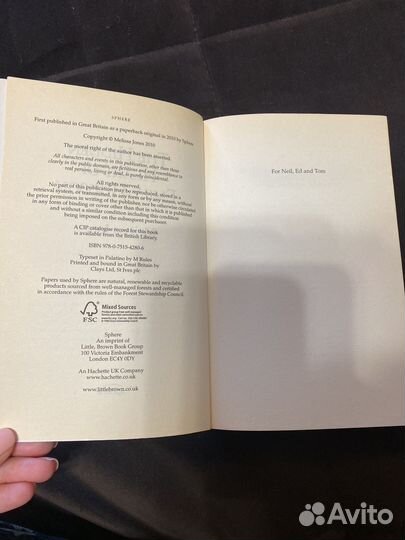 SPHERE
First published in Great Britain as a paperback original in 2010 by Sphere
Copyright © Melissa Jones 2010
The moral right of the author has been asserted.
All characters and events in this publication, other than those
clearly in the public domain, are fictitious and any resemblance to
real persons, living or dead, is purely coincidental.
All rights reserved.
No part of this publication may be reproduced, stored in a
retrieval system, or transmitted, in any form or by any means, without
the prior permission in writing of the publisher, nor be otherwise circulated
in any form of binding or cover other than that in which it is published
and without a similar condition including this condition
being imposed on the subsequent purchaser.
A CIP catalogue record for this book
is available from the British Library.
ISBN 978-0-7515-4280-6
Typeset in Palatino by M Rules
Printed and bound in Great Britain by
Clays Ltd, St Ives plc
Papers used by Sphere are natural, renewable and recyclable
products sourced from well-managed forests and certified
in accordance with the rules of the Forest Stewardship Council.
FSC
Mixed Sources
Product group from well-managed
forests and other controlled sources
Sphere
An imprint of
Little, Brown Book Group
100 Victoria Embankment
London EC4Y 0DY
An Hachette UK Company
www.hachette.co.uk
www.littlebrown.co.uk
For Neil, Ed and Tom
Avito